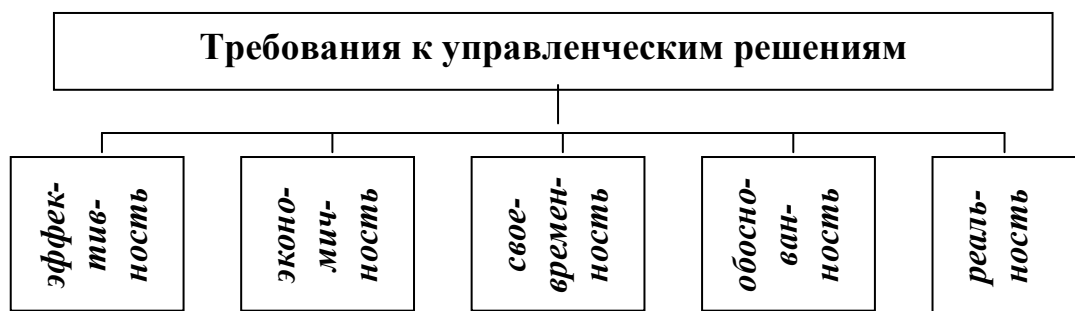 Требования к управленческим решениям
эффек-
тив-
ность
эконо-
мич-
ность
свое-
времен-
ность
обосно-
ван-
ность
реаль-
ность